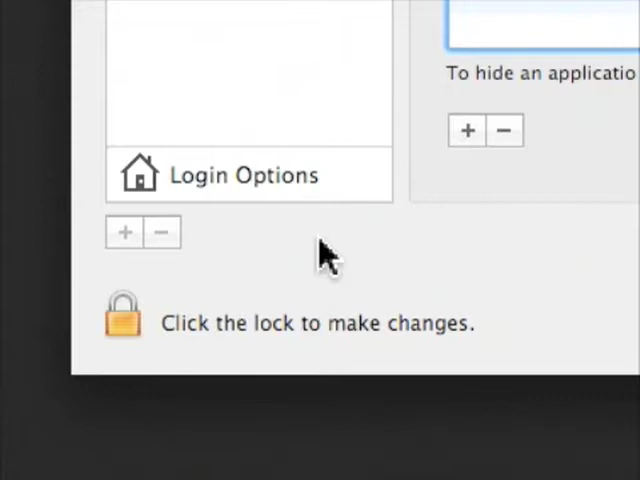 To hide an applicatio
+ −
Login Options
+ −
Click the lock to make changes.